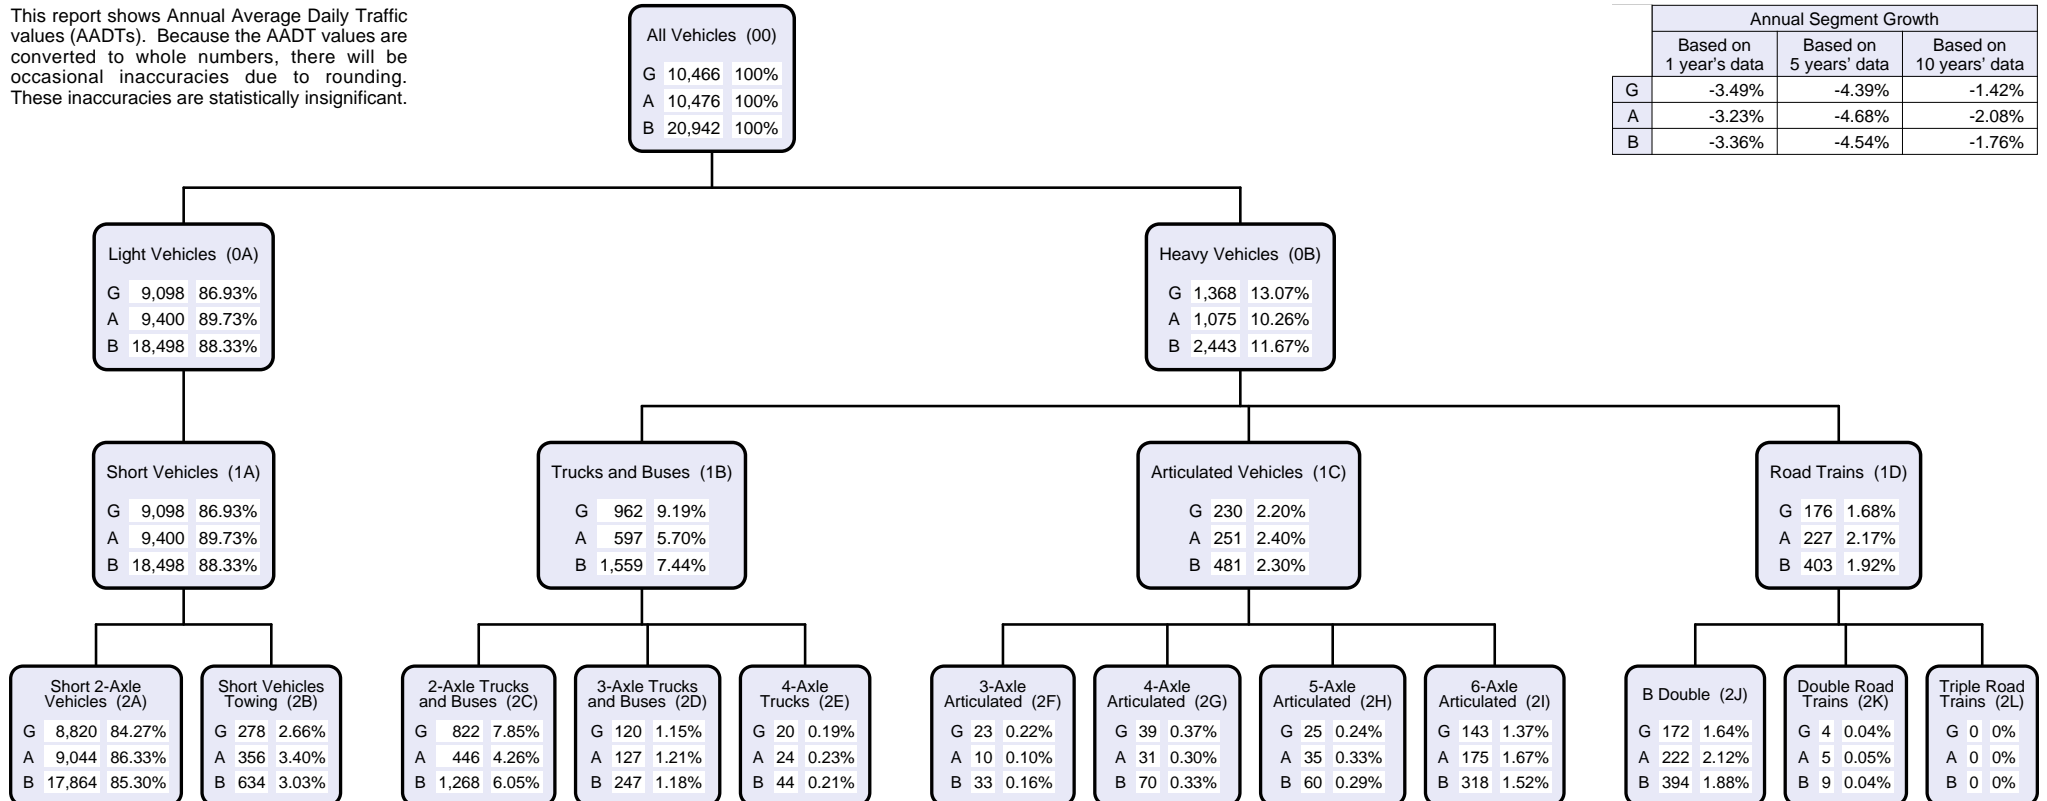 This report shows Annual Average Daily Traffic
values (AADTs). Because the AADT values are
converted to whole numbers, there will be
occasional inaccuracies due to rounding.
These inaccuracies are statistically insignificant.
All Vehicles (00)
G 10,466 100%
A 10,476 100%
B 20,942 100%
Annual Segment Growth
Based on 1 year's data Based on 5 years' data Based on 10 years' data
G -3.49% -4.39% -1.42%
A -3.23% -4.68% -2.08%
B -3.36% -4.54% -1.76%
Light Vehicles (0A)
G 9,098 86.93%
A 9,400 89.73%
B 18,498 88.33%
Heavy Vehicles (0B)
G 1,368 13.07%
A 1,075 10.26%
B 2,443 11.67%
Short Vehicles (1A)
G 9,098 86.93%
A 9,400 89.73%
B 18,498 88.33%
Trucks and Buses (1B)
G 962 9.19%
A 597 5.70%
B 1,559 7.44%
Articulated Vehicles (1C)
G 230 2.20%
A 251 2.40%
B 481 2.30%
Road Trains (1D)
G 176 1.68%
A 227 2.17%
B 403 1.92%
Short 2-Axle
Vehicles (2A)
G 8,820 84.27%
A 9,044 86.33%
B 17,864 85.30%
Short Vehicles
Towing (2B)
G 278 2.66%
A 356 3.40%
B 634 3.03%
2-Axle Trucks
and Buses (2C)
G 822 7.85%
A 446 4.26%
B 1,268 6.05%
3-Axle Trucks
and Buses (2D)
G 120 1.15%
A 127 1.21%
B 247 1.18%
4-Axle
Trucks (2E)
G 20 0.19%
A 24 0.23%
B 44 0.21%
3-Axle
Articulated (2F)
G 23 0.22%
A 10 0.10%
B 33 0.16%
4-Axle
Articulated (2G)
G 39 0.37%
A 31 0.30%
B 70 0.33%
5-Axle
Articulated (2H)
G 25 0.24%
A 35 0.33%
B 60 0.29%
6-Axle
Articulated (2I)
G 143 1.37%
A 175 1.67%
B 318 1.52%
B Double (2J)
G 172 1.64%
A 222 2.12%
B 394 1.88%
Double Road
Trains (2K)
G 4 0.04%
A 5 0.05%
B 9 0.04%
Triple Road
Trains (2L)
G 0 0%
A 0 0%
B 0 0%